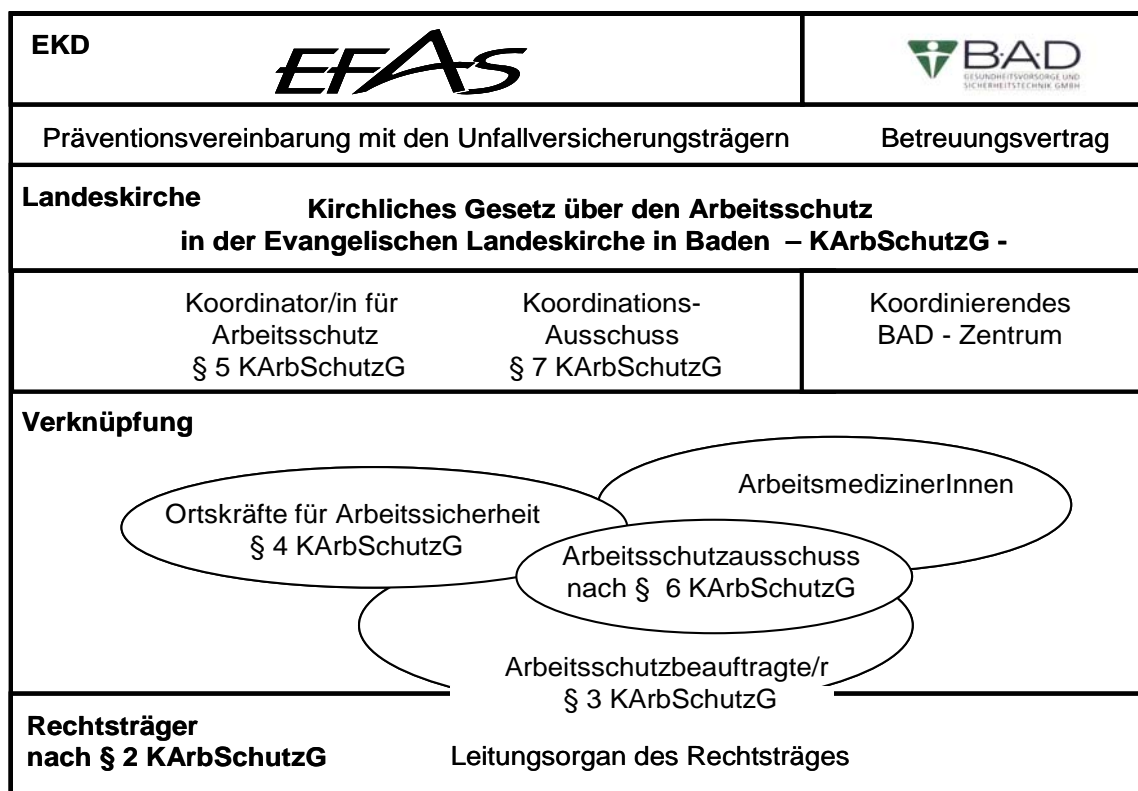 EKD
EFAS
B·A·D
GESUNDHEITSVORSORGE UND
SICHERHEITSTECHNIK GMBH
Präventionsvereinbarung mit den Unfallversicherungsträgern
Betreuungsvertrag
Landeskirche
Kirchliches Gesetz über den Arbeitsschutz
in der Evangelischen Landeskirche in Baden – KArbSchutzG -
Koordinator/in für
Arbeitsschutz
§ 5 KArbSchutzG
Koordinations-
Ausschuss
§ 7 KArbSchutzG
Koordinierendes
BAD - Zentrum
Verknüpfung
ArbeitsmedizinerInnen
Ortskräfte für Arbeitssicherheit
§ 4 KArbSchutzG
Arbeitsschutzausschuss
nach § 6 KArbSchutzG
Arbeitsschutzbeauftragte/r
§ 3 KArbSchutzG
Rechtsträger
nach § 2 KArbSchutzG
Leitungsorgan des Rechtsträges